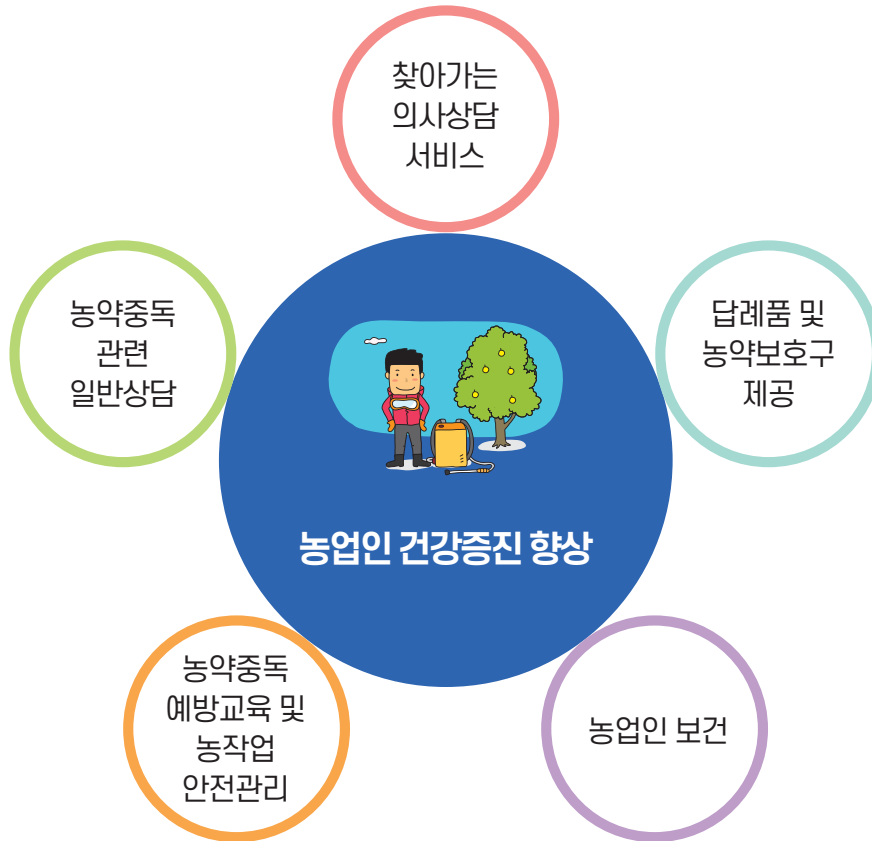 찾아가는
의사상담
서비스
농약중독
관련
일반상담
답례품 및
농약보호구
제공
농업인 건강증진 향상
농약중독
예방교육 및
농작업
안전관리
농업인 보건